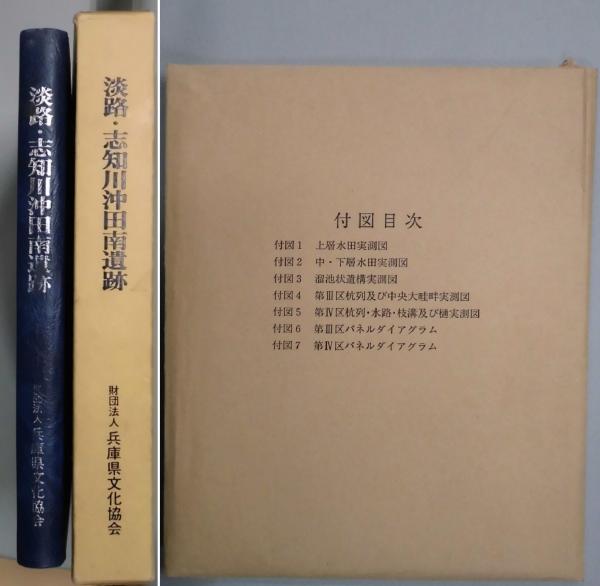 淡路・志知川沖田南遺跡
財団法人 兵庫県文化協会
淡路・志知川沖田南遺跡
財団法人 兵庫県文化協会
付図目次
付図1 上層水田実測図
付図2 中・下層水田実測図
付図3 溜池状遺構実測図
付図4 第Ⅲ区杭列及び中央大畦畔実測図
付図5 第Ⅳ区杭列・水路・枝溝及び樋実測図
付図6 第Ⅲ区パネルダイアグラム
付図7 第Ⅳ区パネルダイアグラム